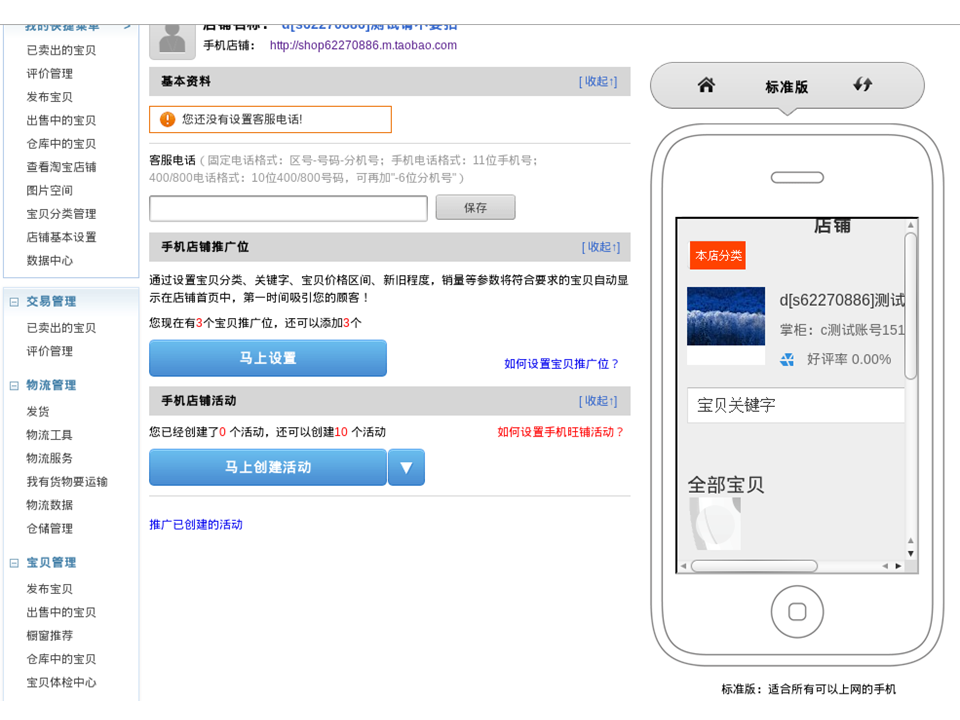 我的快捷菜单
已卖出的宝贝
评价管理
发布宝贝
出售中的宝贝
仓库中的宝贝
查看淘宝店铺
图片空间
宝贝分类管理
店铺基本设置
数据中心
交易管理
已卖出的宝贝
评价管理
物流管理
发货
物流工具
物流服务
我有货物要运输
物流数据
仓储管理
宝贝管理
发布宝贝
出售中的宝贝
橱窗推荐
仓库中的宝贝
宝贝体检中心
店铺名称： d[s62270886]测试请不要拍
手机店铺： http://shop62270886.m.taobao.com
基本资料 [ 收起↑]
您还没有设置客服电话!
客服电话 ( 固定电话格式：区号-号码-分机号；手机电话格式：11位手机号；
400/800电话格式：10位400/800号码，可再加"-6位分机号" )
保存
手机店铺推广位 [ 收起↑]
通过设置宝贝分类、关键字、宝贝价格区间、新旧程度，销量等参数将符合要求的宝贝自动显
示在店铺首页中，第一时间吸引您的顾客！
您现在有3个宝贝推广位，还可以添加3个
马上设置 如何设置宝贝推广位？
手机店铺活动 [ 收起↑]
您已经创建了0 个活动，还可以创建10 个活动 如何设置手机旺铺活动？
马上创建活动
推广已创建的活动
标准版
店铺
本店分类
d[s62270886]测试
掌柜：c测试账号151
好评率 0.00%
宝贝关键字
全部宝贝
标准版：适合所有可以上网的手机